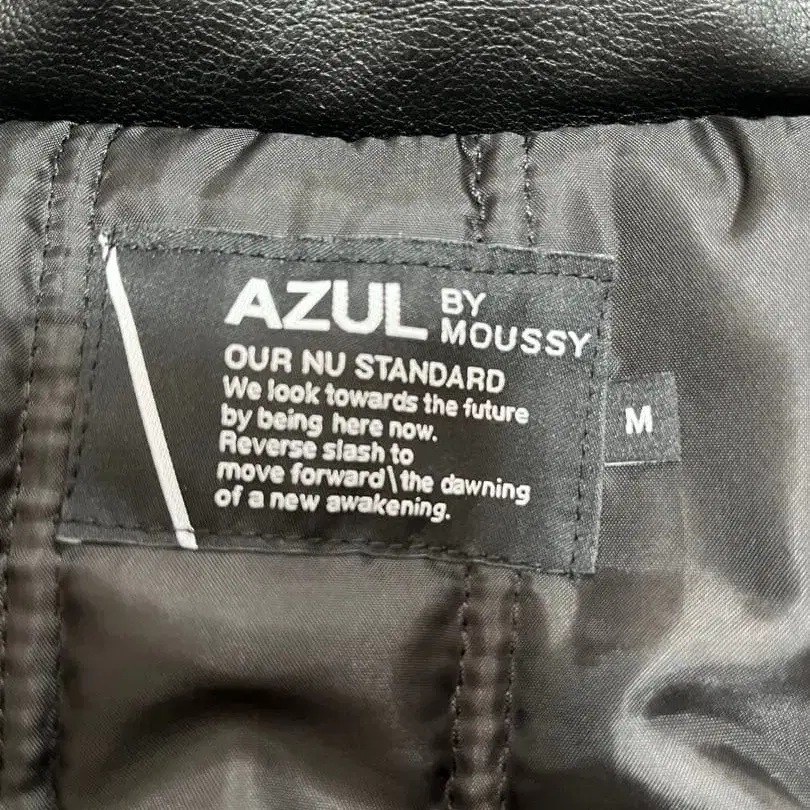 AZUL BY MOUSSY
OUR NU STANDARD
We look towards the future
by being here now.
Reverse slash to
move forward\the dawning
of a new awakening.
M